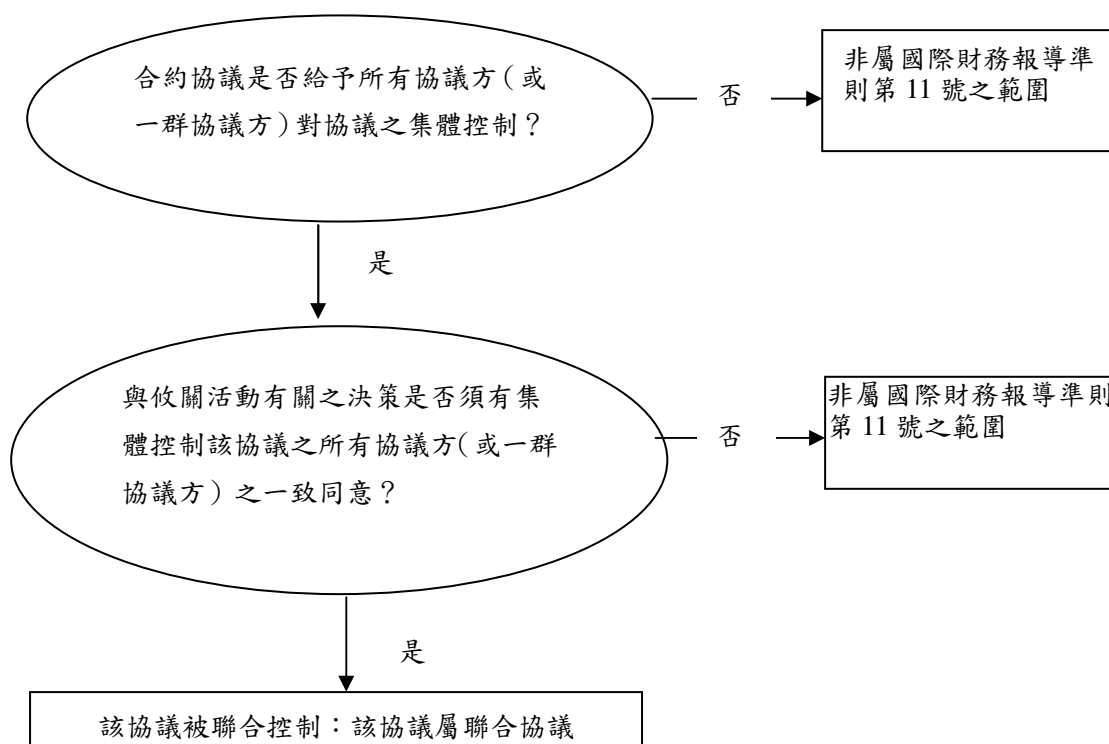 合約協議是否給予所有協議方（或
一群協議方）對協議之集體控制？
否
非屬國際財務報導準
則第 11 號之範圍
是
與攸關活動有關之決策是否須有集
體控制該協議之所有協議方（或一群
協議方）之一致同意？
否
非屬國際財務報導準則
第 11 號之範圍
是
該協議被聯合控制：該協議屬聯合協議